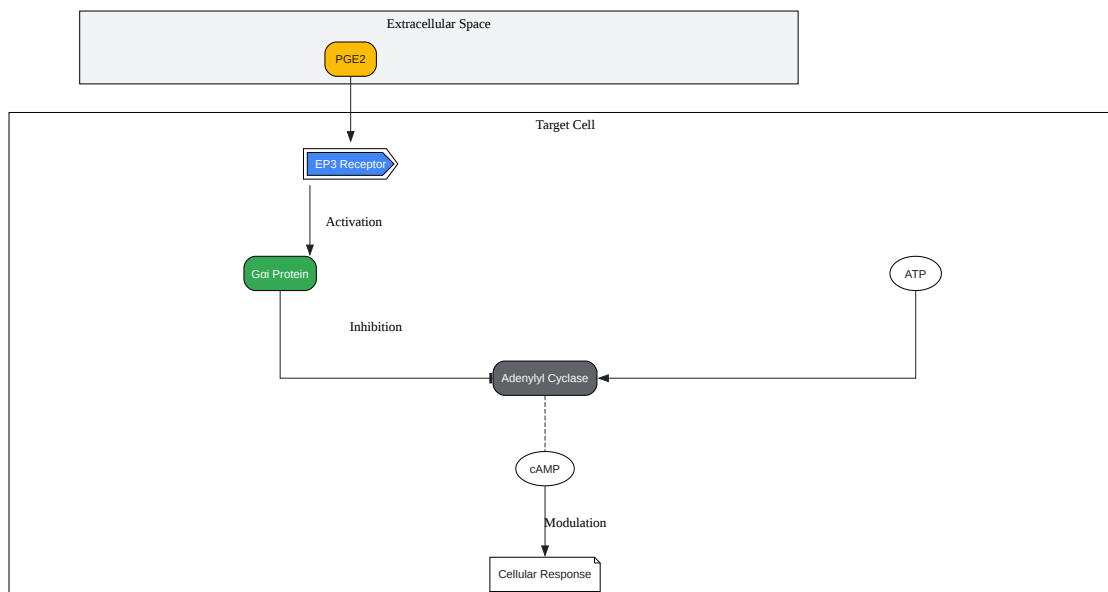 Extracellular Space
PGE2
Target Cell
EP3 Receptor
Activation
Gαi Protein
ATP
Inhibition
Adenylyl Cyclase
cAMP
Modulation
Cellular Response